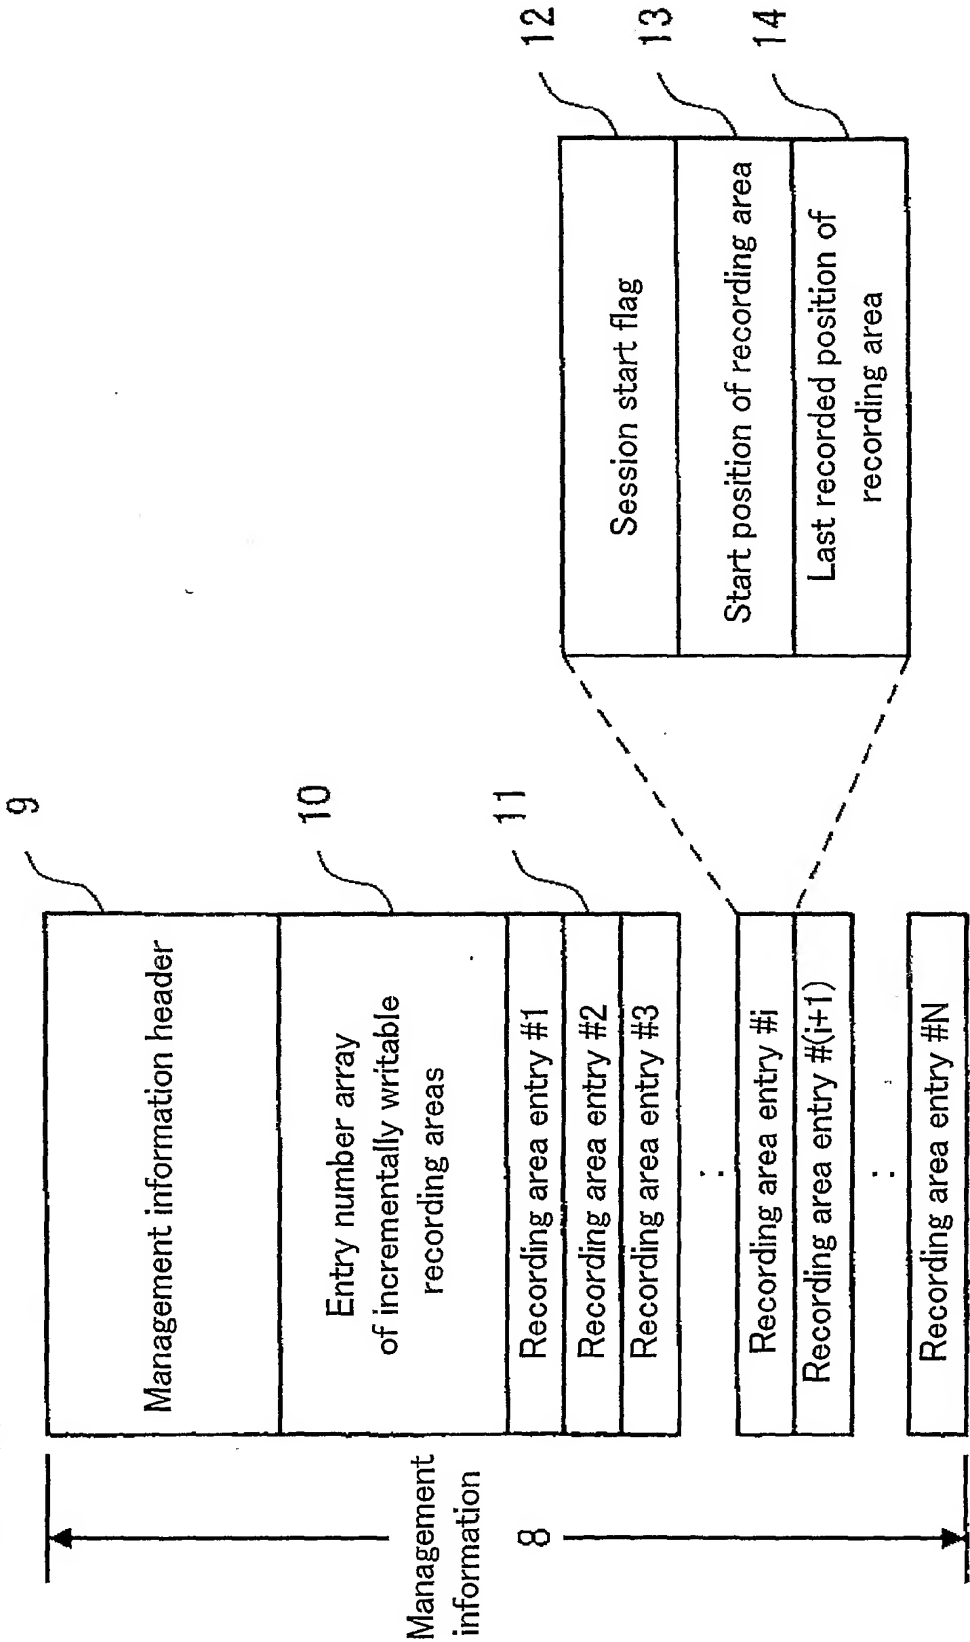 Management
information
8
Management information header
9
Entry number array
of incrementally writable
recording areas
10
Recording area entry #1
Recording area entry #2
11
Recording area entry #3
:
Recording area entry #i
Recording area entry #(i+1)
:
Recording area entry #N
Session start flag
12
Start position of recording area
13
Last recorded position of
recording area
14